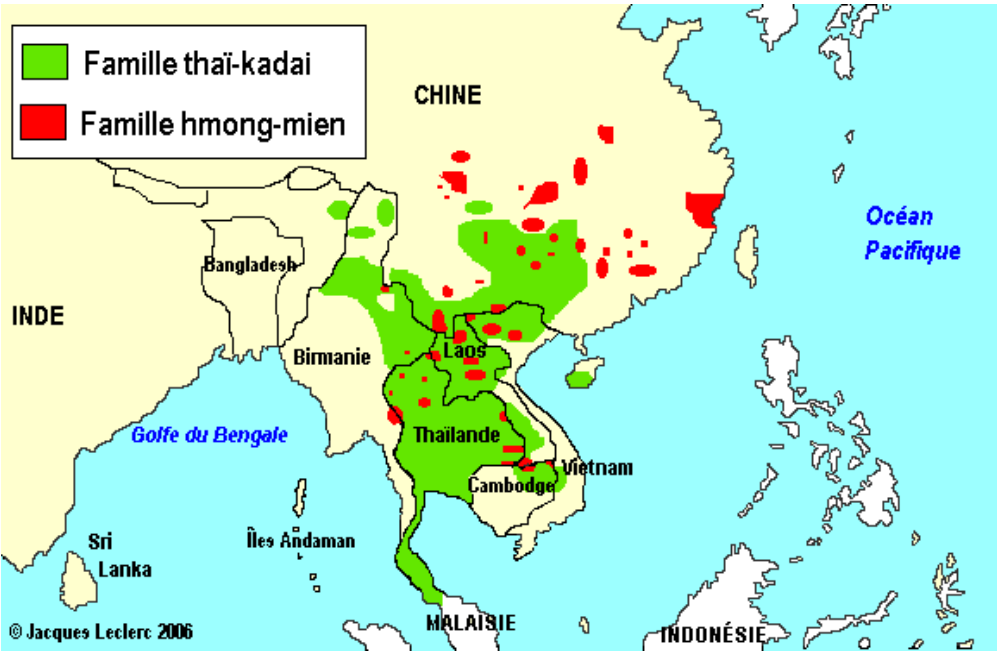 Famille thaï-kadai
Famille hmong-mien
CHINE
Océan
Pacifique
Bangladesh
INDE
Birmanie
Laos
Golfe du Bengale
Thaïlande
Vietnam
Cambodge
Sri
Lanka
Îles Andaman
MALAISIE
INDONÉSIE
© Jacques Leclerc 2006